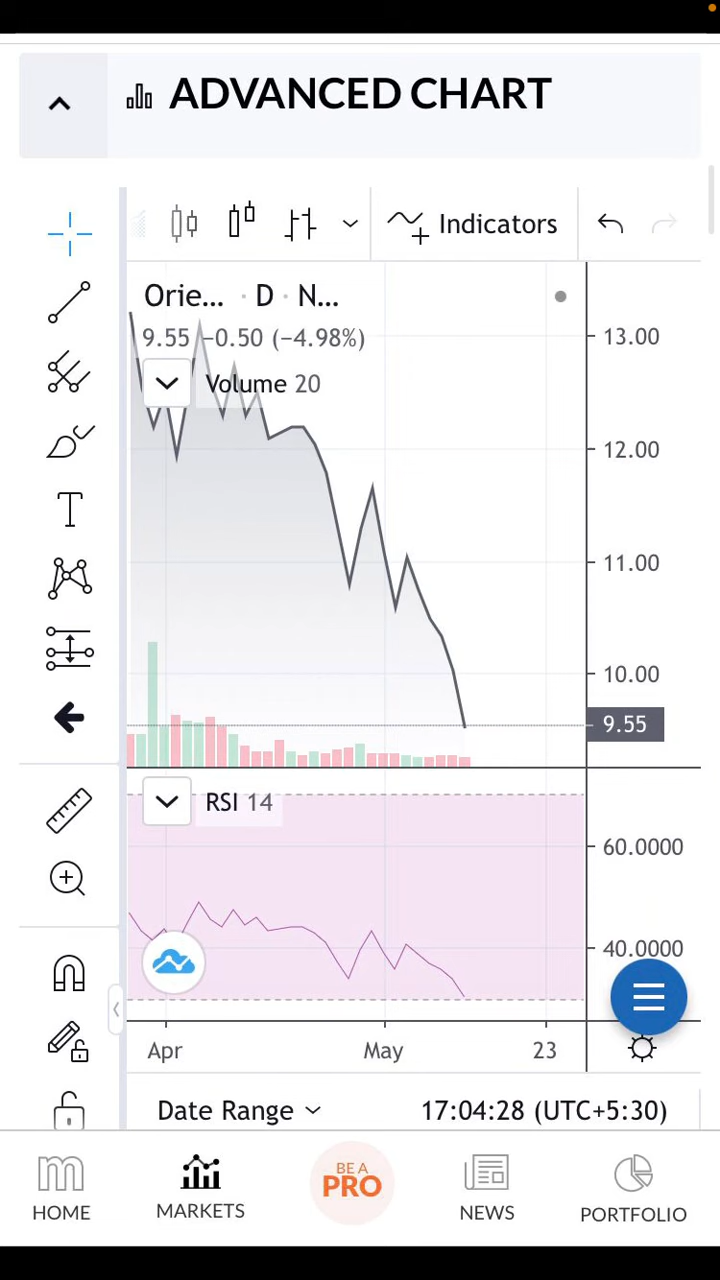 ADVANCED CHART
Indicators
Orie... · D · N...
9.55 −0.50 (−4.98%)
Volume 20
13.00
12.00
11.00
10.00
9.55
RSI 14
60.0000
40.0000
Apr May 23
Date Range 17:04:28 (UTC+5:30)
BE A
PRO
HOME MARKETS NEWS PORTFOLIO